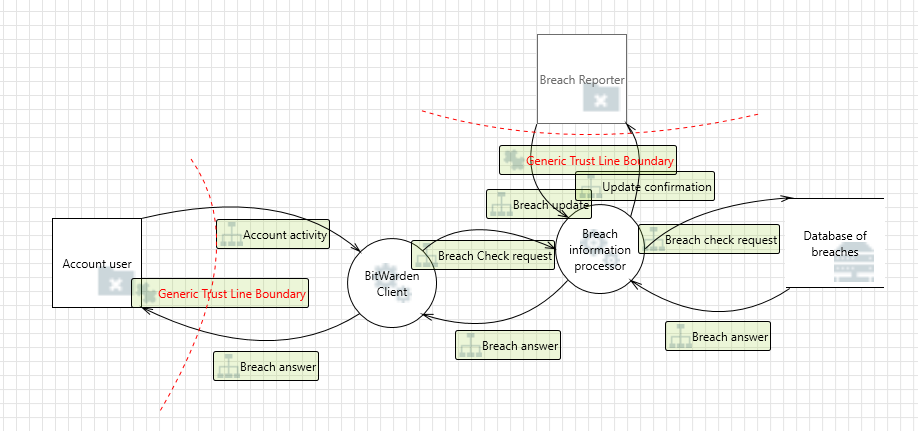 Breach Reporter
Generic Trust Line Boundary
Update confirmation
Breach update
Account activity
Breach Check request
Breach
information
processor
Breach check request
Database of
breaches
Account user
BitWarden
Client
Generic Trust Line Boundary
Breach answer
Breach answer
Breach answer